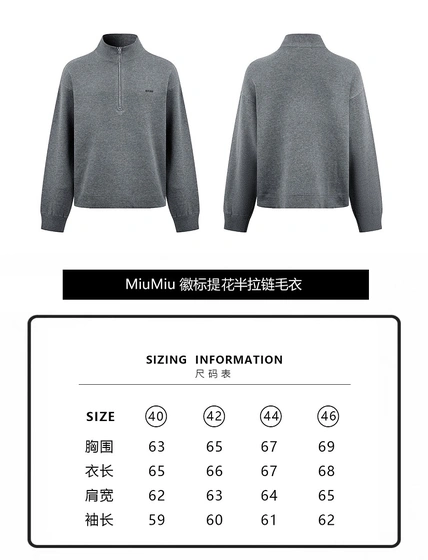 MiuMiu 徽标提花半拉链毛衣
SIZING INFORMATION
尺码表
SIZE 40 42 44 46
胸围 63 65 67 69
衣长 65 66 67 68
肩宽 62 63 64 65
袖长 59 60 61 62